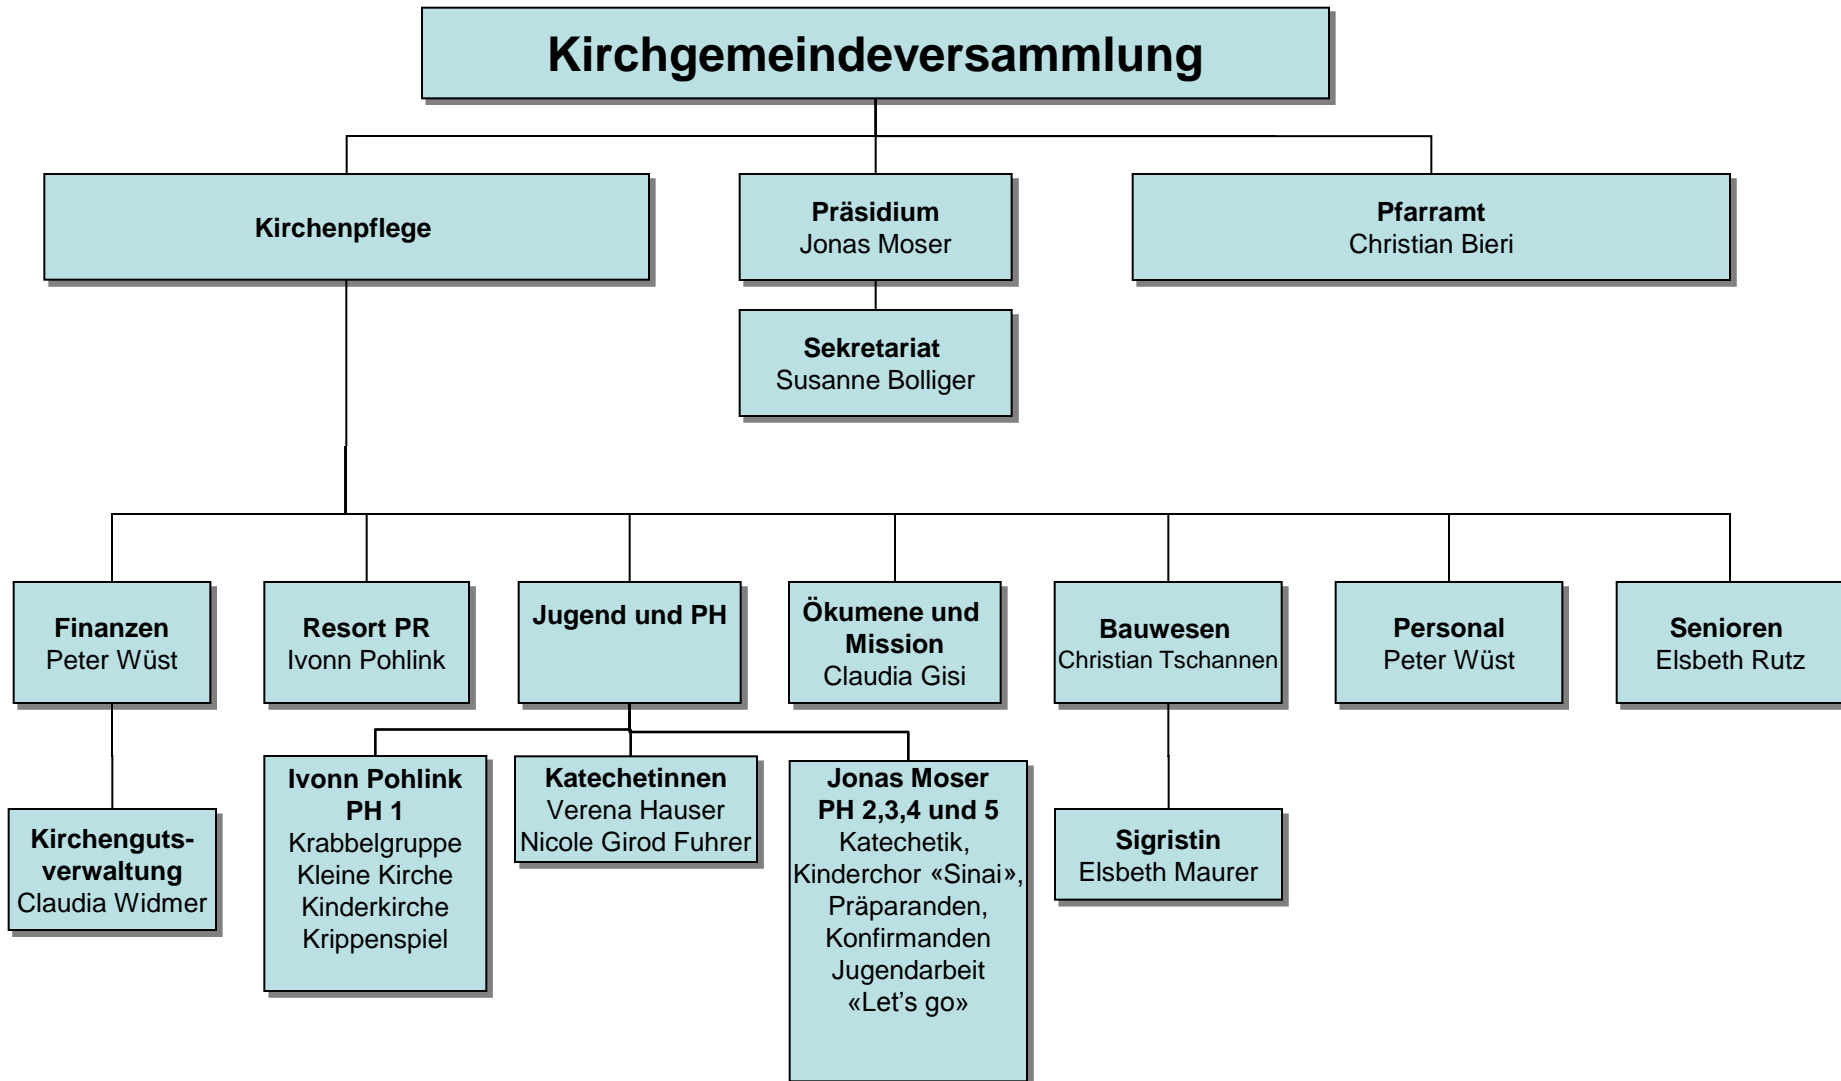 Kirchgemeindeversammlung
Kirchenpflege
Präsidium
Jonas Moser
Pfarramt
Christian Bieri
Sekretariat
Susanne Bolliger
Finanzen
Peter Wüst
Resort PR
Ivonn Pohlink
Jugend und PH
Ökumene und
Mission
Claudia Gisi
Bauwesen
Christian Tschannen
Personal
Peter Wüst
Senioren
Elsbeth Rutz
Kirchenguts-
verwaltung
Claudia Widmer
Ivonn Pohlink
PH 1
Krabbelgruppe
Kleine Kirche
Kinderkirche
Krippenspiel
Katechetinnen
Verena Hauser
Nicole Girod Fuhrer
Jonas Moser
PH 2,3,4 und 5
Katechetik,
Kinderchor «Sinai»,
Präparanden,
Konfirmanden
Jugendarbeit
«Let’s go»
Sigristin
Elsbeth Maurer